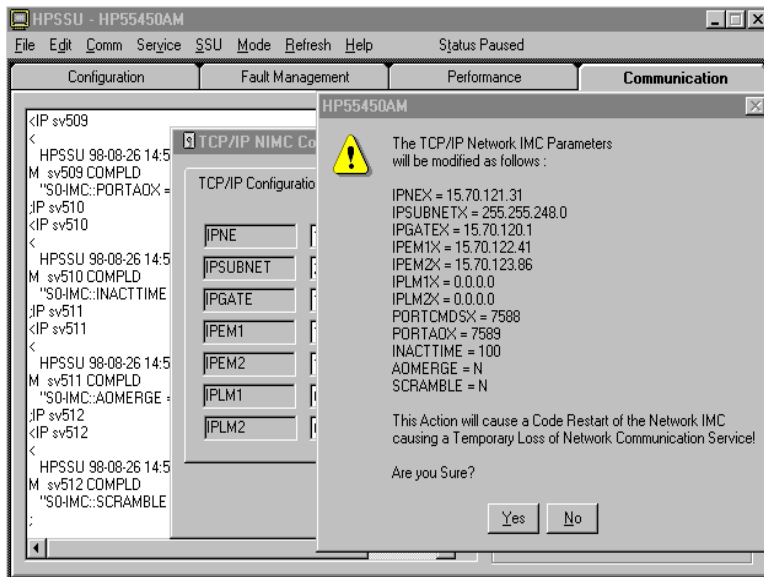 HPSSU - HP55450AM
File Edit Comm Service SSU Mode Refresh Help Status Paused
Configuration Fault Management Performance Communication
<IP sv509
<
HPSSU 98-08-26 14:5
M sv509 COMPLD
"S0-IMC::PORTAOX =
;IP sv510
<IP sv510
<
HPSSU 98-08-26 14:5
M sv510 COMPLD
"S0-IMC::INACTTIME
;IP sv511
<IP sv511
<
HPSSU 98-08-26 14:5
M sv511 COMPLD
"S0-IMC::AOMERGE =
;IP sv512
<IP sv512
<
HPSSU 98-08-26 14:5
M sv512 COMPLD
"S0-IMC::SCRAMBLE
;
TCP/IP NIMC Co
TCP/IP Configuratio
IPNE
IPSUBNET
IPGATE
IPEM1
IPEM2
IPLM1
IPLM2
HP55450AM
The TCP/IP Network IMC Parameters
will be modified as follows :
IPNEX = 15.70.121.31
IPSUBNETX = 255.255.248.0
IPGATEX = 15.70.120.1
IPEM1X = 15.70.122.41
IPEM2X = 15.70.123.86
IPLM1X = 0.0.0.0
IPLM2X = 0.0.0.0
PORTCMDSX = 7588
PORTAOX = 7589
INACTTIME = 100
AOMERGE = N
SCRAMBLE = N
This Action will cause a Code Restart of the Network IMC
causing a Temporary Loss of Network Communication Service!
Are you Sure?
Yes No